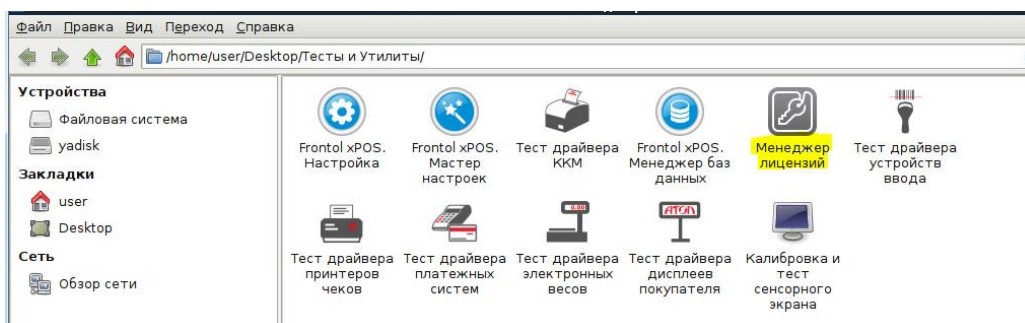 Файл Правка Вид Переход Справка
/home/user/Desktop/Тесты и Утилиты/
Устройства
Файловая система
yadisk
Закладки
user
Desktop
Сеть
Обзор сети
Frontol xPOS.
Настройка
Frontol xPOS.
Мастер
настроек
Тест драйвера
ККМ
Frontol xPOS.
Менеджер баз
данных
Менеджер
лицензий
Тест драйвера
устройств
ввода
Тест драйвера
принтеров
чеков
Тест драйвера
платежных
систем
0.00
Тест драйвера
электронных
весов
АТОЛ
Тест драйвера
дисплеев
покупателя
Калибровка и
тест
сенсорного
экрана